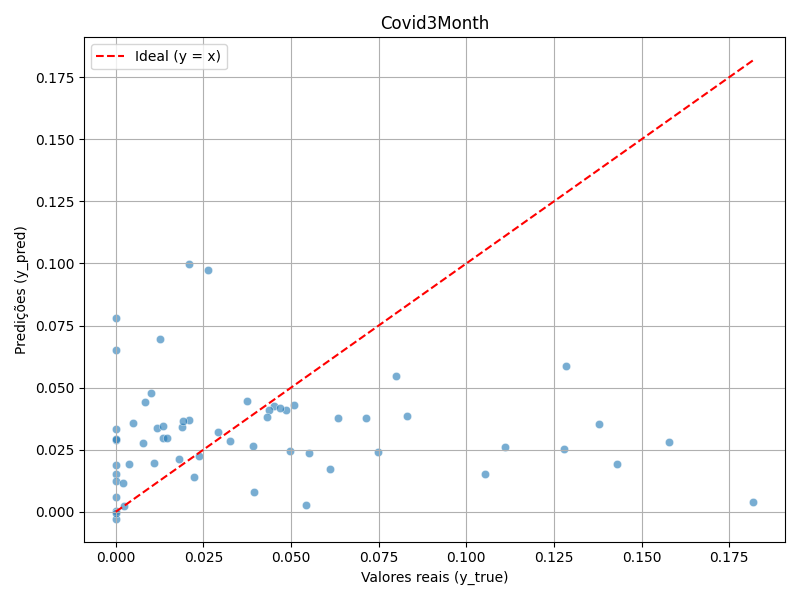 Covid3Month
Ideal (y = x)
Predições (y_pred)
0.175
0.150
0.125
0.100
0.075
0.050
0.025
0.000
0.000 0.025 0.050 0.075 0.100 0.125 0.150 0.175
Valores reais (y_true)